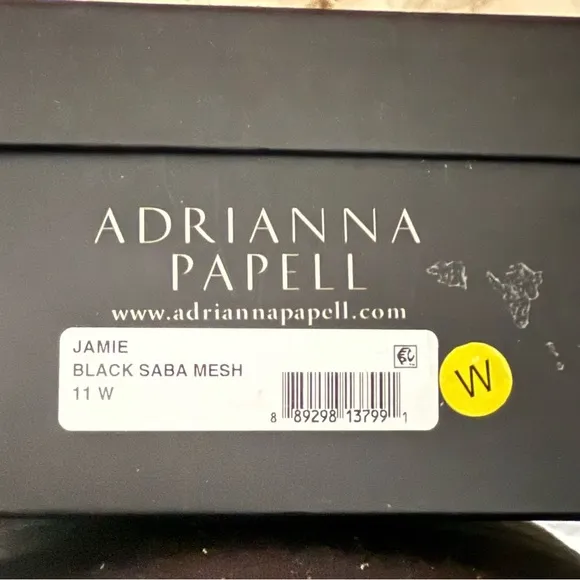 ADRIANNA
PAPELL
www.adriannapapell.com
JAMIE
BLACK SABA MESH
11 W
8 89298 13799 1
W